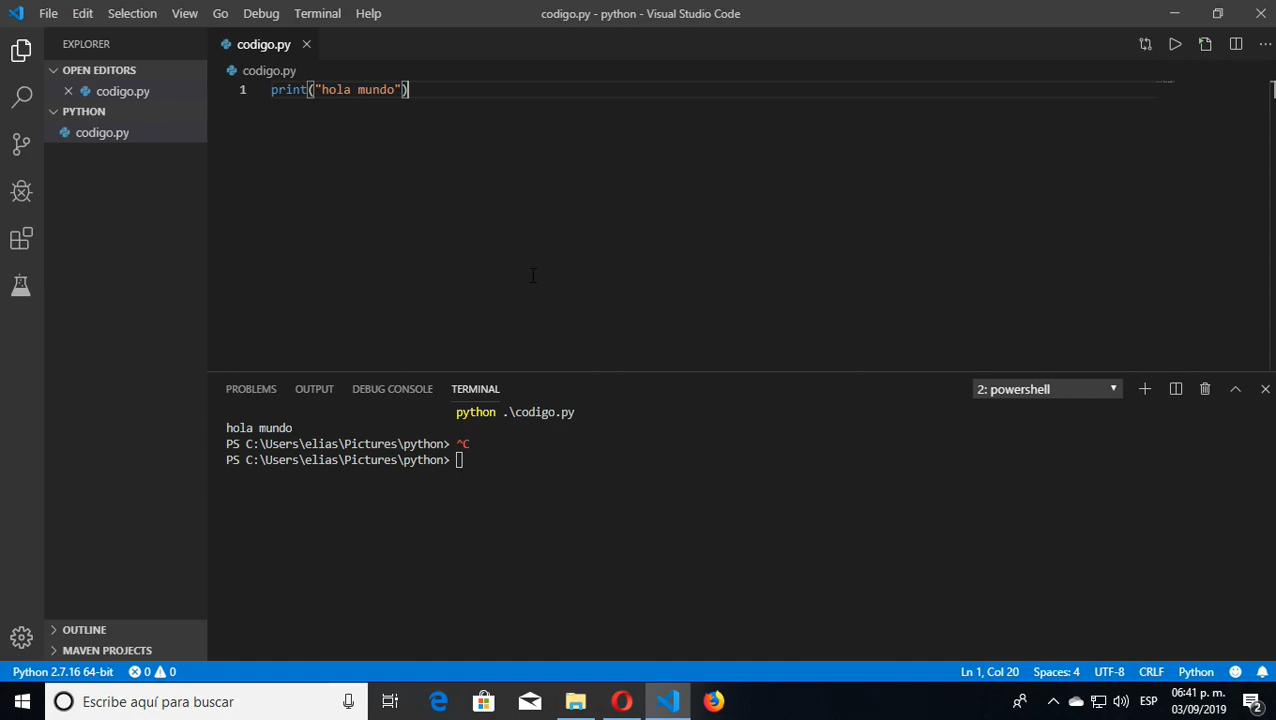 File Edit Selection View Go Debug Terminal Help codigo.py - python - Visual Studio Code
EXPLORER
codigo.py
OPEN EDITORS
codigo.py
codigo.py
PYTHON
codigo.py
1 print("hola mundo")
PROBLEMS OUTPUT DEBUG CONSOLE TERMINAL 2: powershell
python .\codigo.py
hola mundo
PS C:\Users\elias\Pictures\python> ^C
PS C:\Users\elias\Pictures\python>
OUTLINE
MAVEN PROJECTS
Python 2.7.16 64-bit 0 0 Ln 1, Col 20 Spaces: 4 UTF-8 CRLF Python
Escribe aquí para buscar
ESP
06:41 p. m.
03/09/2019
2